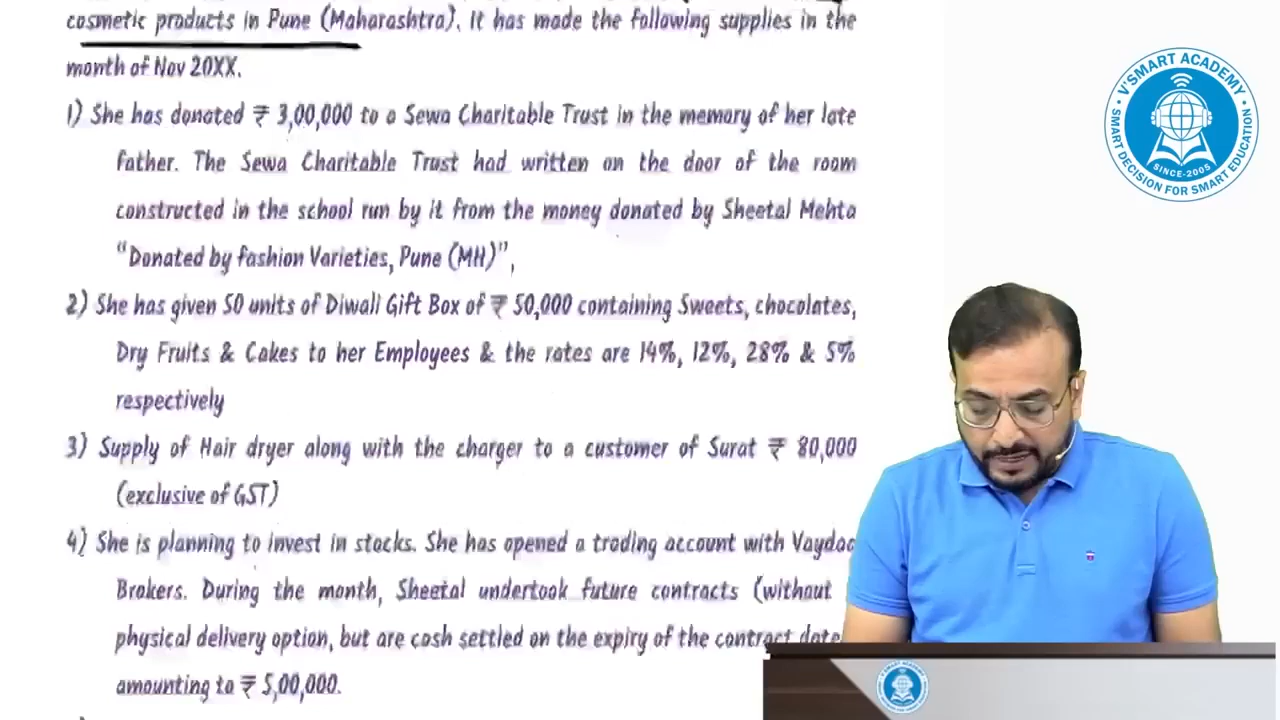 cosmetic products in Pune (Maharashtra). It has made the following supplies in the
month of Nov 20XX.
1) She has donated ₹ 3,00,000 to a Sewa Charitable Trust in the memory of her late
father. The Sewa Charitable Trust had written on the door of the room
constructed in the school run by it from the money donated by Sheetal Mehta
“Donated by fashion Varieties, Pune (MH)”,
2) She has given 50 units of Diwali Gift Box of ₹ 50,000 containing Sweets, chocolates,
Dry Fruits & Cakes to her Employees & the rates are 14%, 12%, 28% & 5%
respectively
3) Supply of Hair dryer along with the charger to a customer of Surat ₹ 80,000
(exclusive of GST)
4) She is planning to invest in stocks. She has opened a trading account with
Brokers. During the month, Sheetal undertook future contracts (without
physical delivery option, but are cash settled on the expiry of the contract date
amounting to ₹ 5,00,000.
V'SMART ACADEMY
SINCE-2005
SMART DECISION FOR SMART EDUCATION